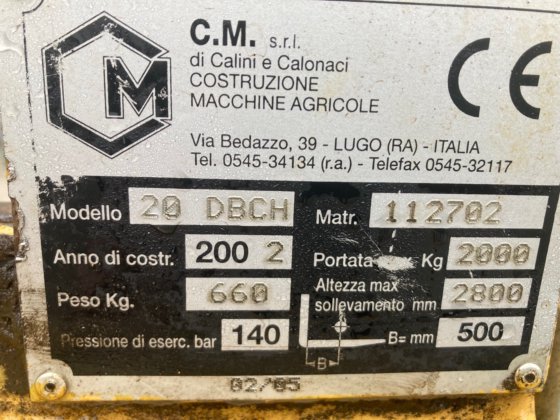 CM
C.M. s.r.l.
di Calini e Calonaci
COSTRUZIONE
MACCHINE AGRICOLE
CE
Via Bedazzo, 39 - LUGO (RA) - ITALIA
Tel. 0545-34134 (r.a.) - Telefax 0545-32117
Modello 20 DBCH Matr. 112702
Anno di costr. 200 2 Portata max Kg 2000
Peso Kg. 660 Altezza max sollevamento mm 2800
Pressione di eserc. bar 140 B B= mm 500
02/05